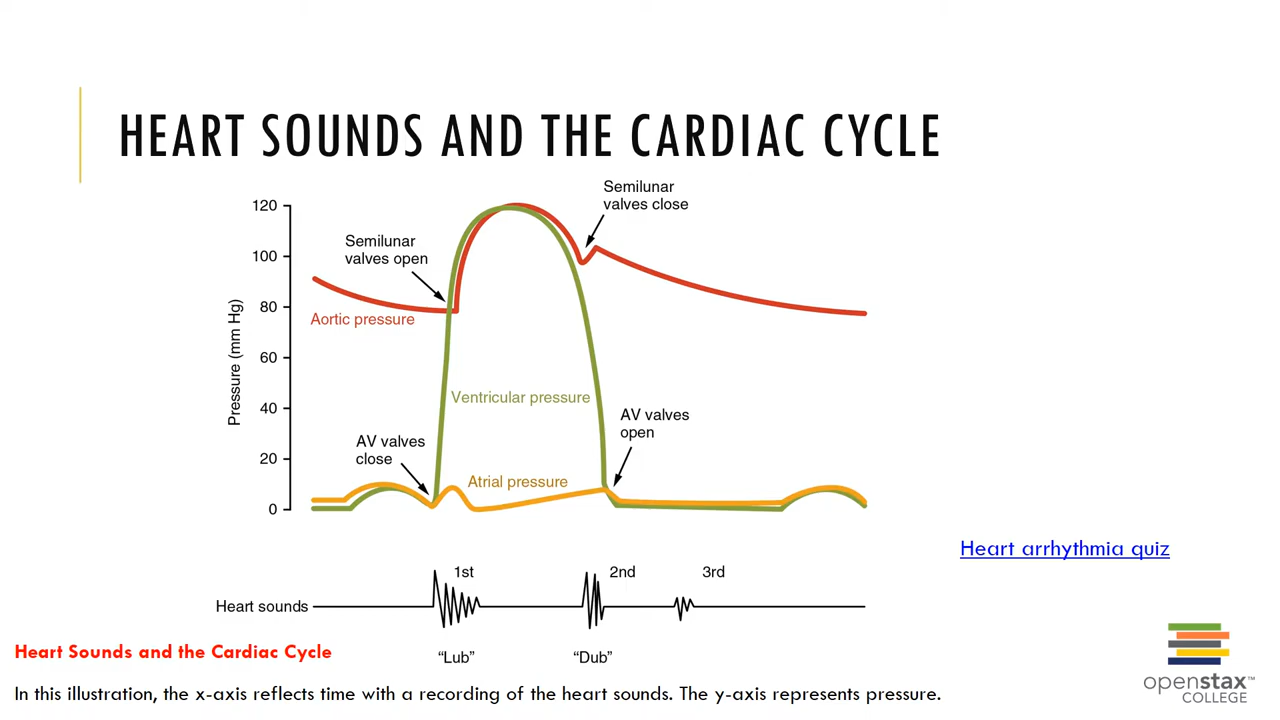 HEART SOUNDS AND THE CARDIAC CYCLE
Semilunar
valves close
120
100
80
60
40
20
0
Pressure (mm Hg)
Semilunar
valves open
Aortic pressure
Ventricular pressure
AV valves
open
AV valves
close
Atrial pressure
Heart arrhythmia quiz
1st
2nd
3rd
Heart sounds
“Lub”
“Dub”
Heart Sounds and the Cardiac Cycle
In this illustration, the x-axis reflects time with a recording of the heart sounds. The y-axis represents pressure.
openstax™
COLLEGE